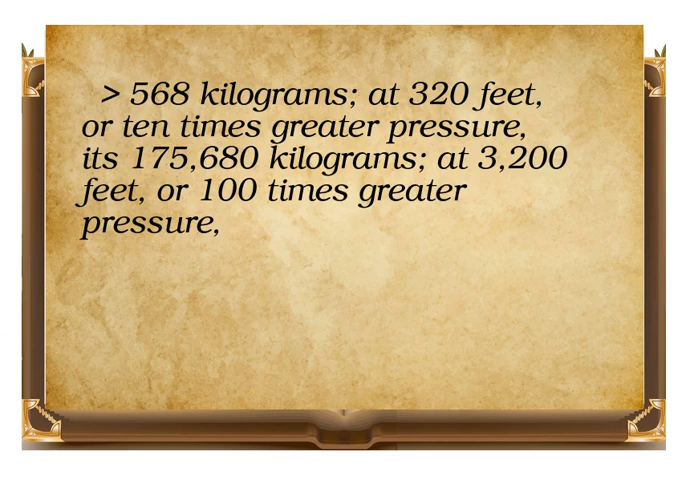 > 568 kilograms; at 320 feet,
or ten times greater pressure,
its 175,680 kilograms; at 3,200
feet, or 100 times greater
pressure,